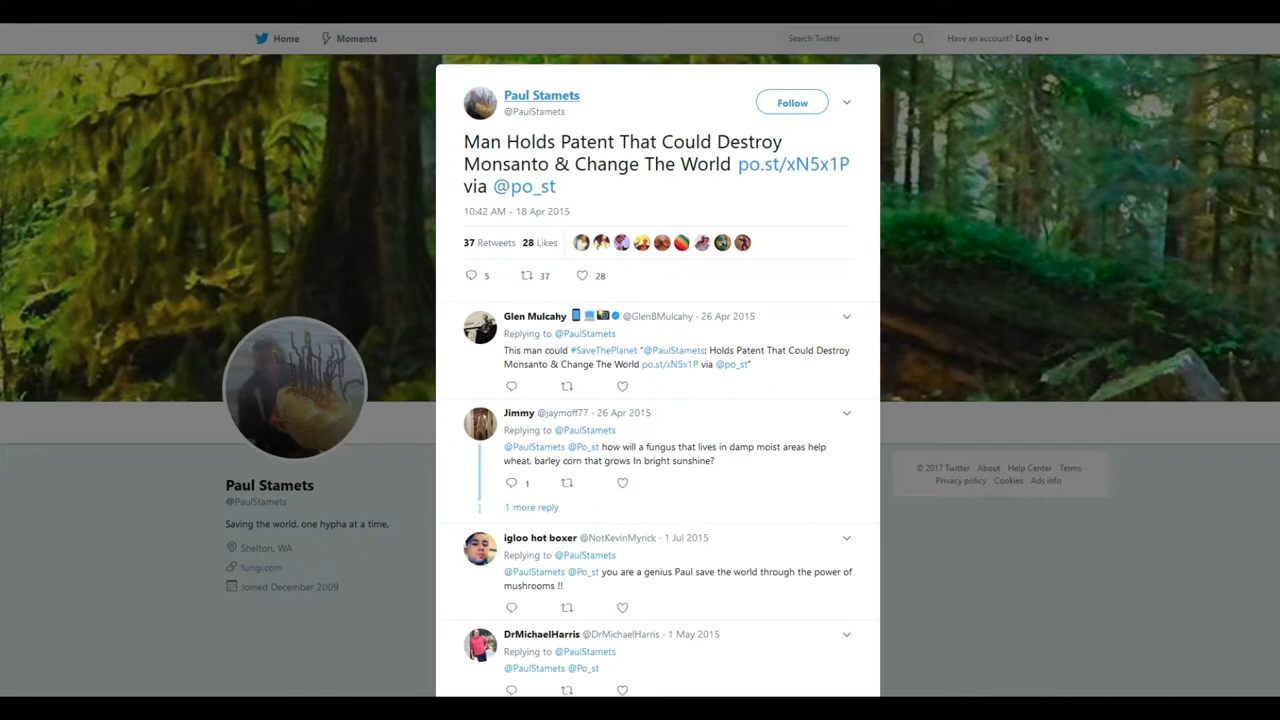 Home
Moments
Search Twitter
Have an account? Log in
Paul Stamets
@PaulStamets
Follow
Man Holds Patent That Could Destroy
Monsanto & Change The World po.st/xN5x1P
via @po_st
10:42 AM - 18 Apr 2015
37 Retweets 28 Likes
5 37 28
Glen Mulcahy @GlenBMulcahy · 26 Apr 2015
Replying to @PaulStamets
This man could #SaveThePlanet "@PaulStamets: Holds Patent That Could Destroy
Monsanto & Change The World po.st/xN5x1P via @po_st"
Jimmy @jaymoff77 · 26 Apr 2015
Replying to @PaulStamets
@PaulStamets @Po_st how will a fungus that lives in damp moist areas help
wheat, barley corn that grows In bright sunshine?
1
1 more reply
igloo hot boxer @NotKevinMyrick · 1 Jul 2015
Replying to @PaulStamets
@PaulStamets @Po_st you are a genius Paul save the world through the power of
mushrooms !!
DrMichaelHarris @DrMichaelHarris · 1 May 2015
Replying to @PaulStamets
@PaulStamets @Po_st
Paul Stamets
@PaulStamets
Saving the world, one hypha at a time.
Shelton, WA
fungi.com
Joined December 2009
© 2017 Twitter About Help Center Terms
Privacy policy Cookies Ads info